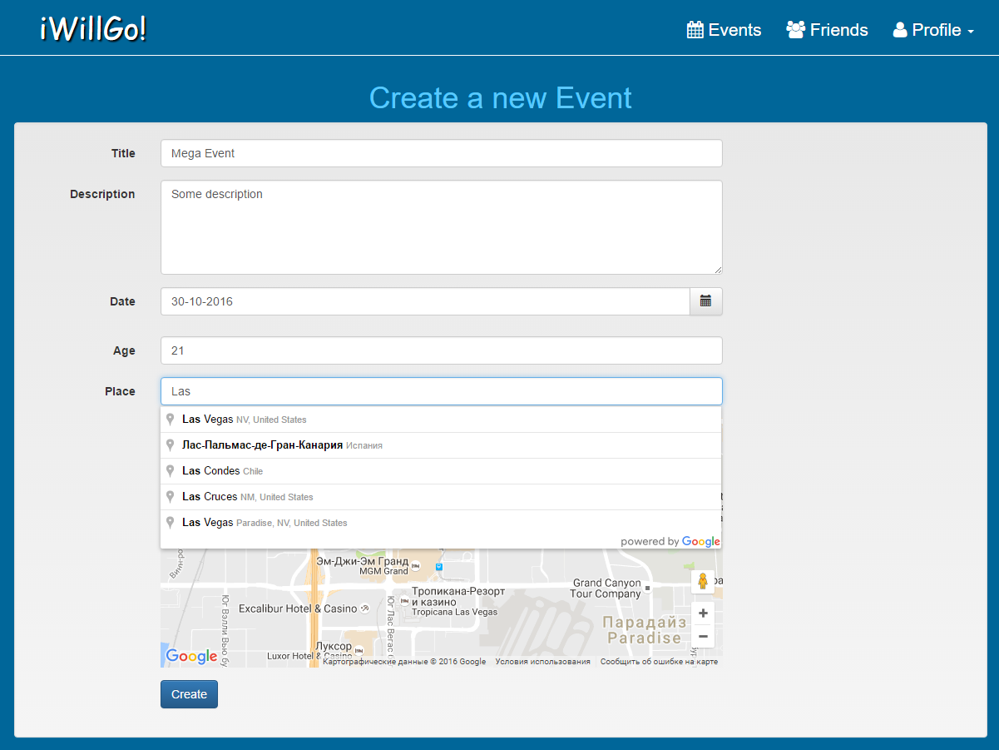 iWillGo!
Events
Friends
Profile
Create a new Event
Title
Mega Event
Description
Some description
Date
30-10-2016
Age
21
Place
Las
Las Vegas NV, United States
Лас-Пальмас-де-Гран-Канария Испания
Las Condes Chile
Las Cruces NM, United States
Las Vegas Paradise, NV, United States
powered by Google
Эм-Джи-Эм Гранд
MGM Grand
Grand Canyon
Tour Company
Тропикана-Резорт
и казино
Tropicana Las Vegas
Excalibur Hotel & Casino
Юг Вэлли Вью бу
Юг Лас Вегас
Парадайз
Paradise
Луксор
Luxor Hotel & Casino
Google
Картографические данные © 2016 Google
Условия использования
Сообщить об ошибке на карте
+
−
Create